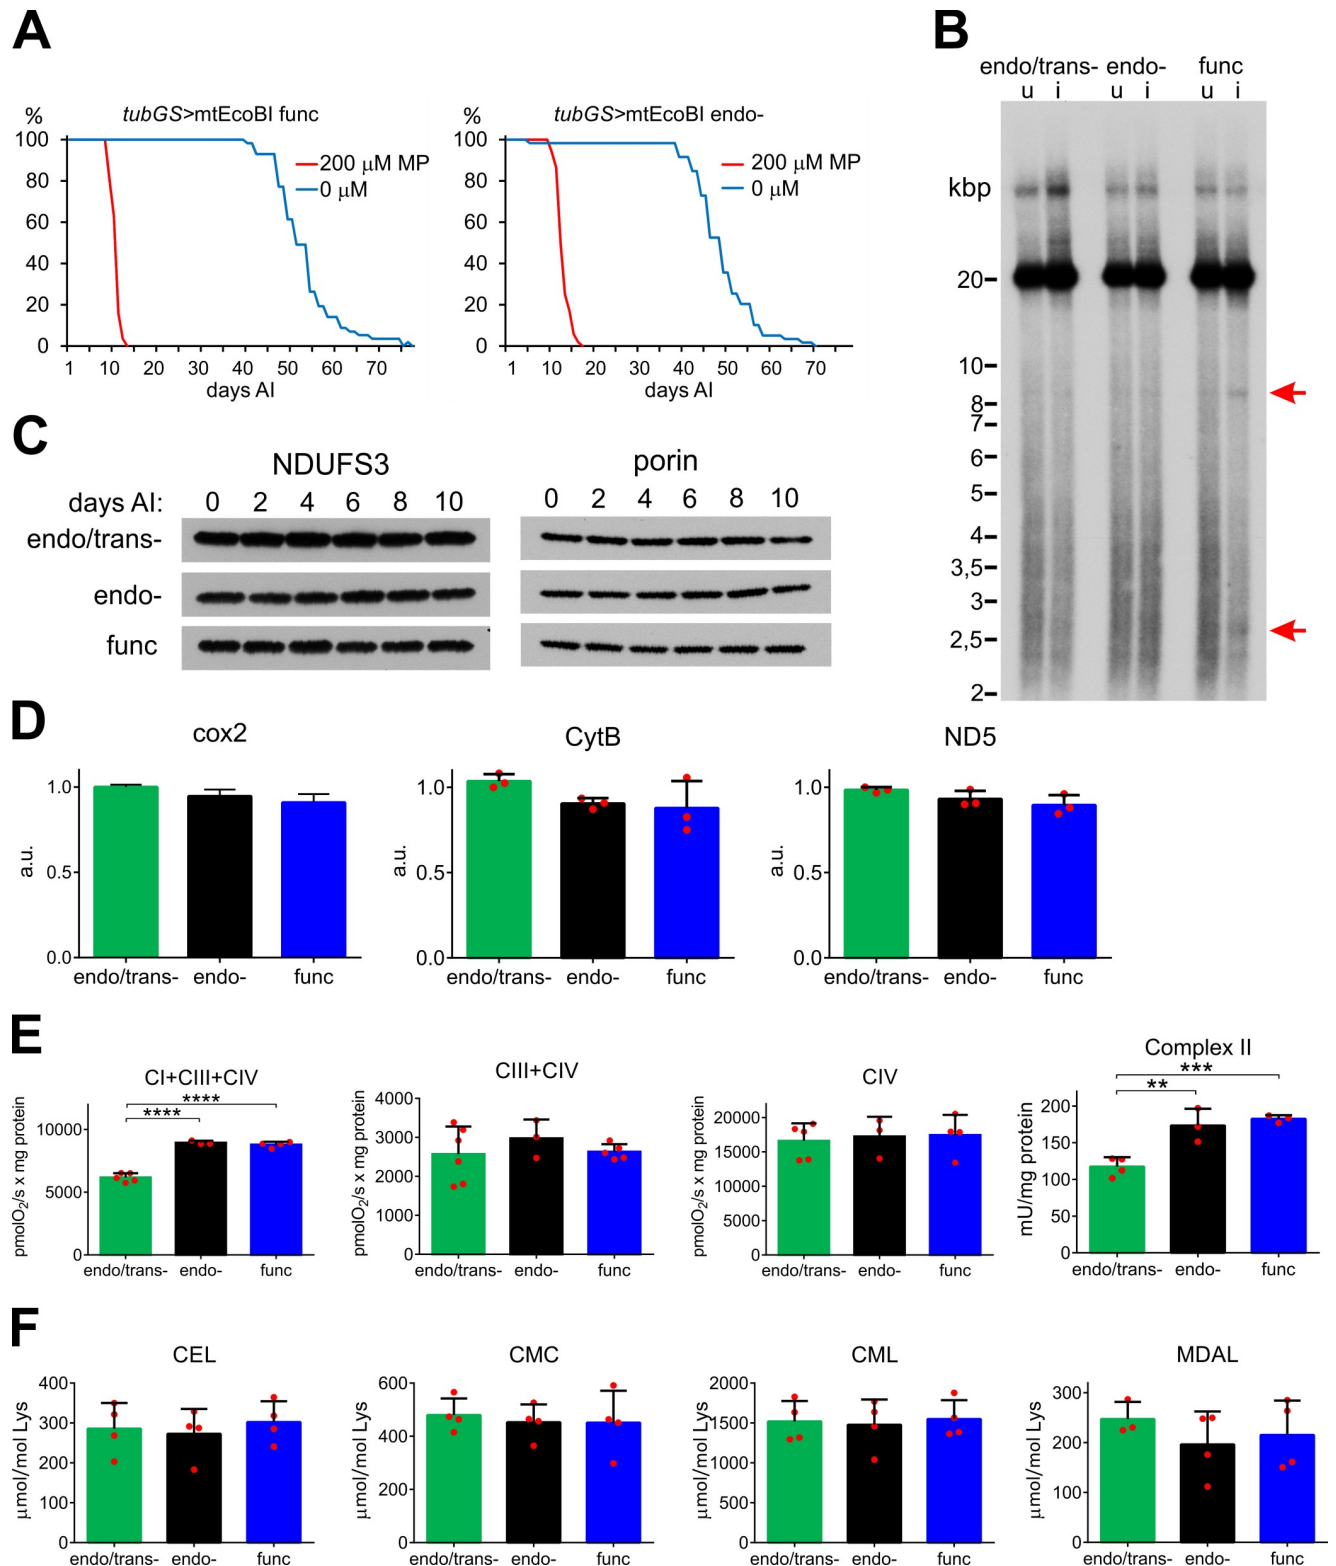 A
%
tubGS>mtEcoBI func
100
80
60
40
20
0
200 μM MP
0 μM
1 10 20 30 40 50 60 70
days AI
%
tubGS>mtEcoBI endo-
100
80
60
40
20
0
200 μM MP
0 μM
1 10 20 30 40 50 60 70
days AI
B
endo/trans- endo- func
u i u i u i
kbp
20
10
8
7
6
5
4
3,5
3
2,5
2
C
NDUFS3 porin
days AI: 0 2 4 6 8 10 0 2 4 6 8 10
endo/trans-
endo-
func
D
cox2
a.u.
1.0
0.5
0.0
endo/trans- endo- func
CytB
a.u.
1.0
0.5
0.0
endo/trans- endo- func
ND5
a.u.
1.0
0.5
0.0
endo/trans- endo- func
E
CI+CIII+CIV
pmolO2/s x mg protein
10000
5000
0
****
****
endo/trans- endo- func
CIII+CIV
pmolO2/s x mg protein
4000
3000
2000
1000
0
endo/trans- endo- func
CIV
pmolO2/s x mg protein
20000
15000
10000
5000
0
endo/trans- endo- func
Complex II
mU/mg protein
200
150
100
50
0
***
**
endo/trans- endo- func
F
CEL
μmol/mol Lys
400
300
200
100
0
endo/trans- endo- func
CMC
μmol/mol Lys
600
400
200
0
endo/trans- endo- func
CML
μmol/mol Lys
2000
1500
1000
500
0
endo/trans- endo- func
MDAL
μmol/mol Lys
300
200
100
0
endo/trans- endo- func